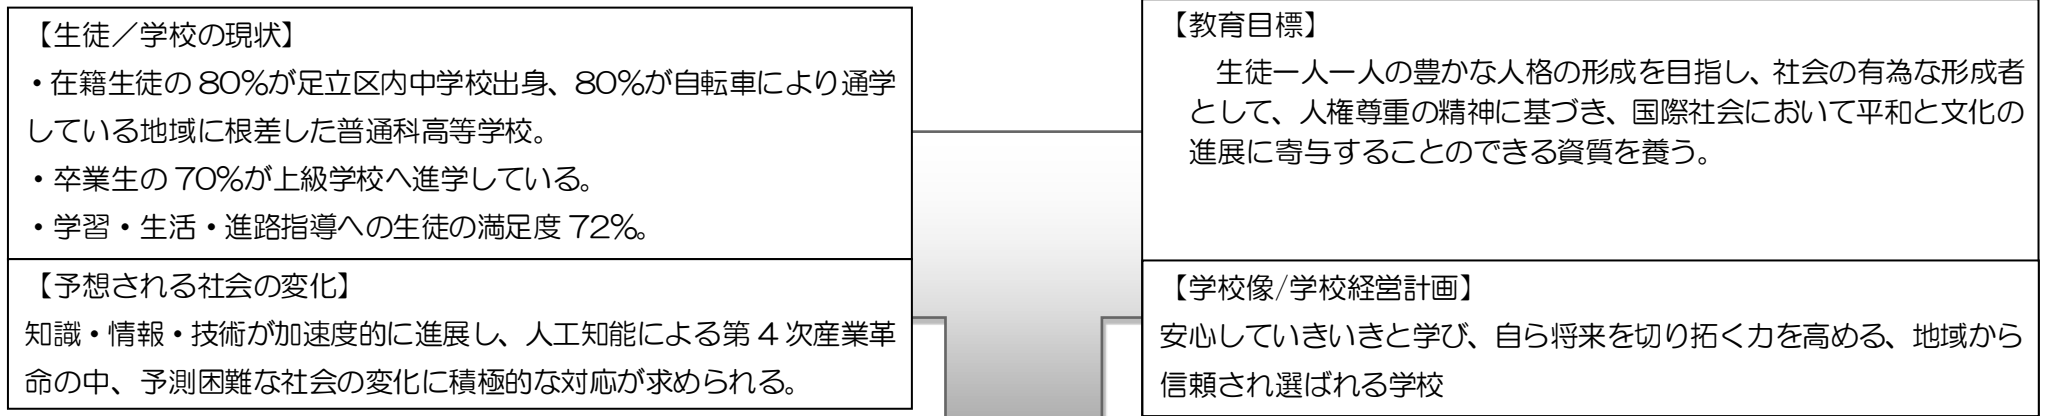 【生徒／学校の現状】
・在籍生徒の80%が足立区内中学校出身、80%が自転車により通学
している地域に根差した普通科高等学校。
・卒業生の70%が上級学校へ進学している。
・学習・生活・進路指導への生徒の満足度72%。
【予想される社会の変化】
知識・情報・技術が加速度的に進展し、人工知能による第4次産業革
命の中、予測困難な社会の変化に積極的な対応が求められる。
【教育目標】
生徒一人一人の豊かな人格の形成を目指し、社会の有為な形成者
として、人権尊重の精神に基づき、国際社会において平和と文化の
進展に寄与することのできる資質を養う。
【学校像/学校経営計画】
安心していきいきと学び、自ら将来を切り拓く力を高める、地域から
信頼され選ばれる学校